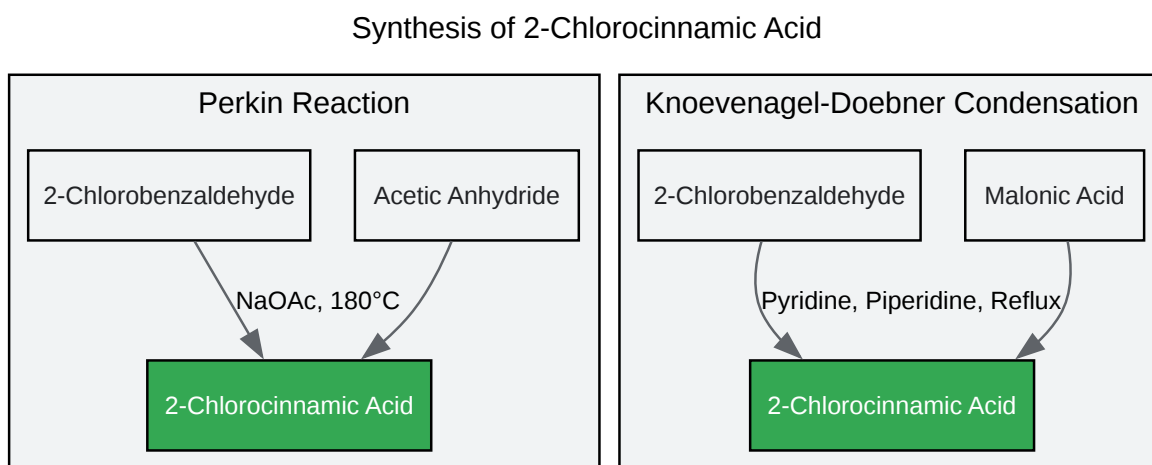 Synthesis of 2-Chlorocinnamic Acid
Perkin Reaction
2-Chlorobenzaldehyde
Acetic Anhydride
NaOAc, 180°C
2-Chlorocinnamic Acid
Knoevenagel-Doebner Condensation
2-Chlorobenzaldehyde
Malonic Acid
Pyridine, Piperidine, Reflux
2-Chlorocinnamic Acid